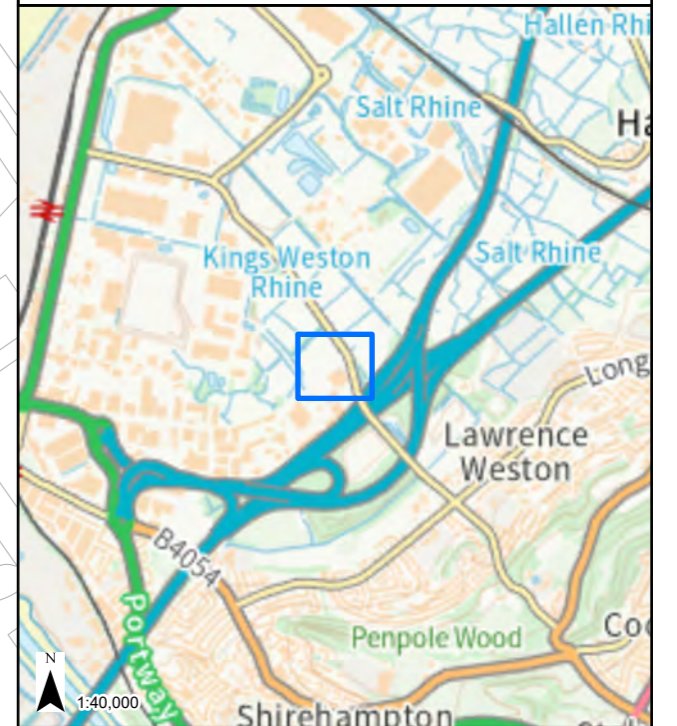 Hallen Rhi
Salt Rhine
Ha
Kings Weston
Rhine
Salt Rhine
Long
Lawrence
Weston
B4054
Portway
Penpole Wood
Coo
N
1:40,000
Shirehampton